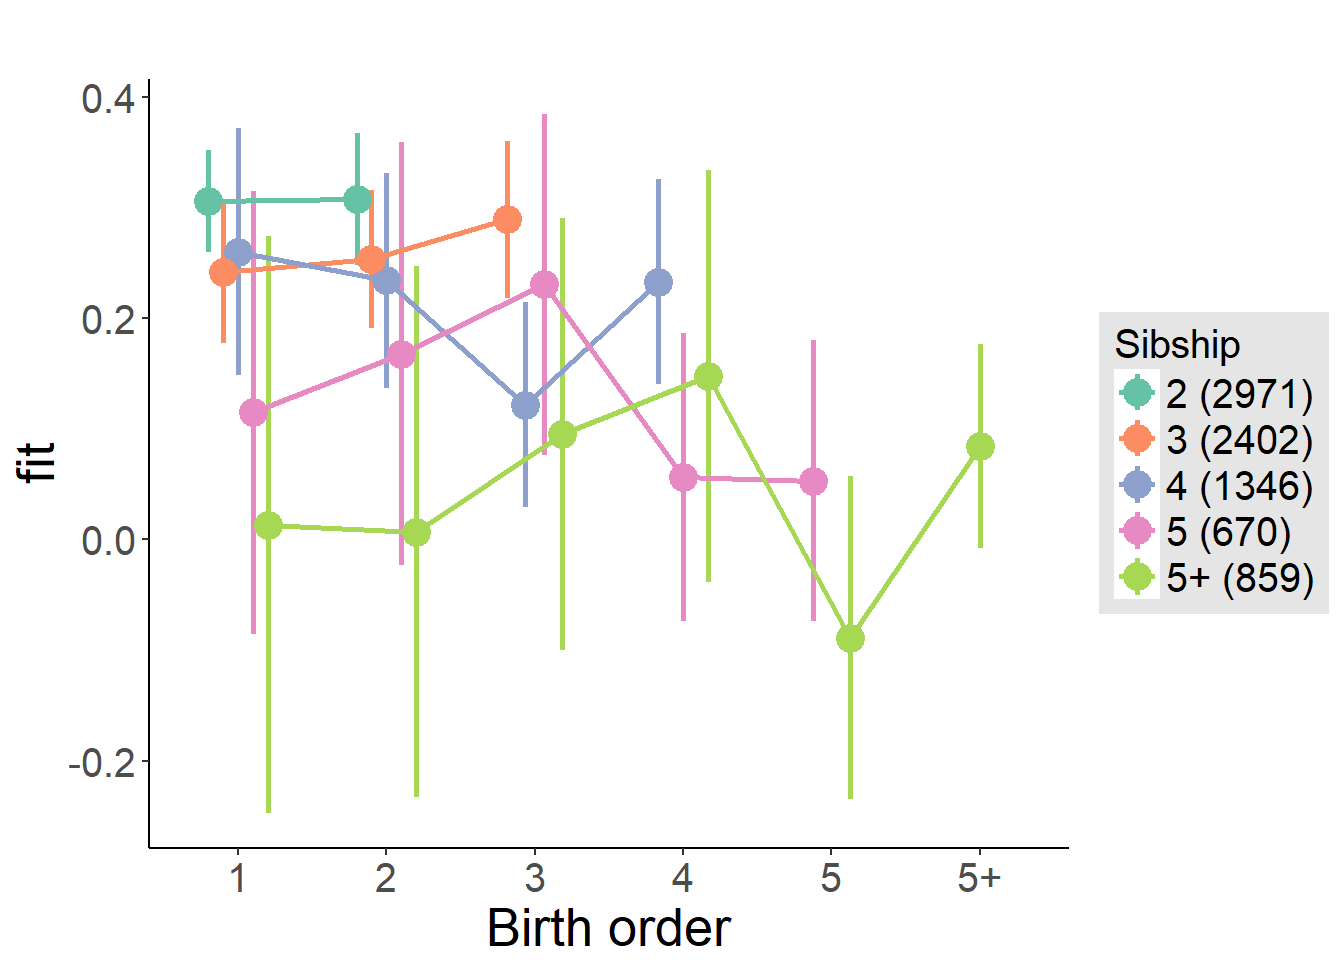 0.4
0.2
0.0
-0.2
fit
1 2 3 4 5 5+
Birth order
Sibship
2 (2971)
3 (2402)
4 (1346)
5 (670)
5+ (859)